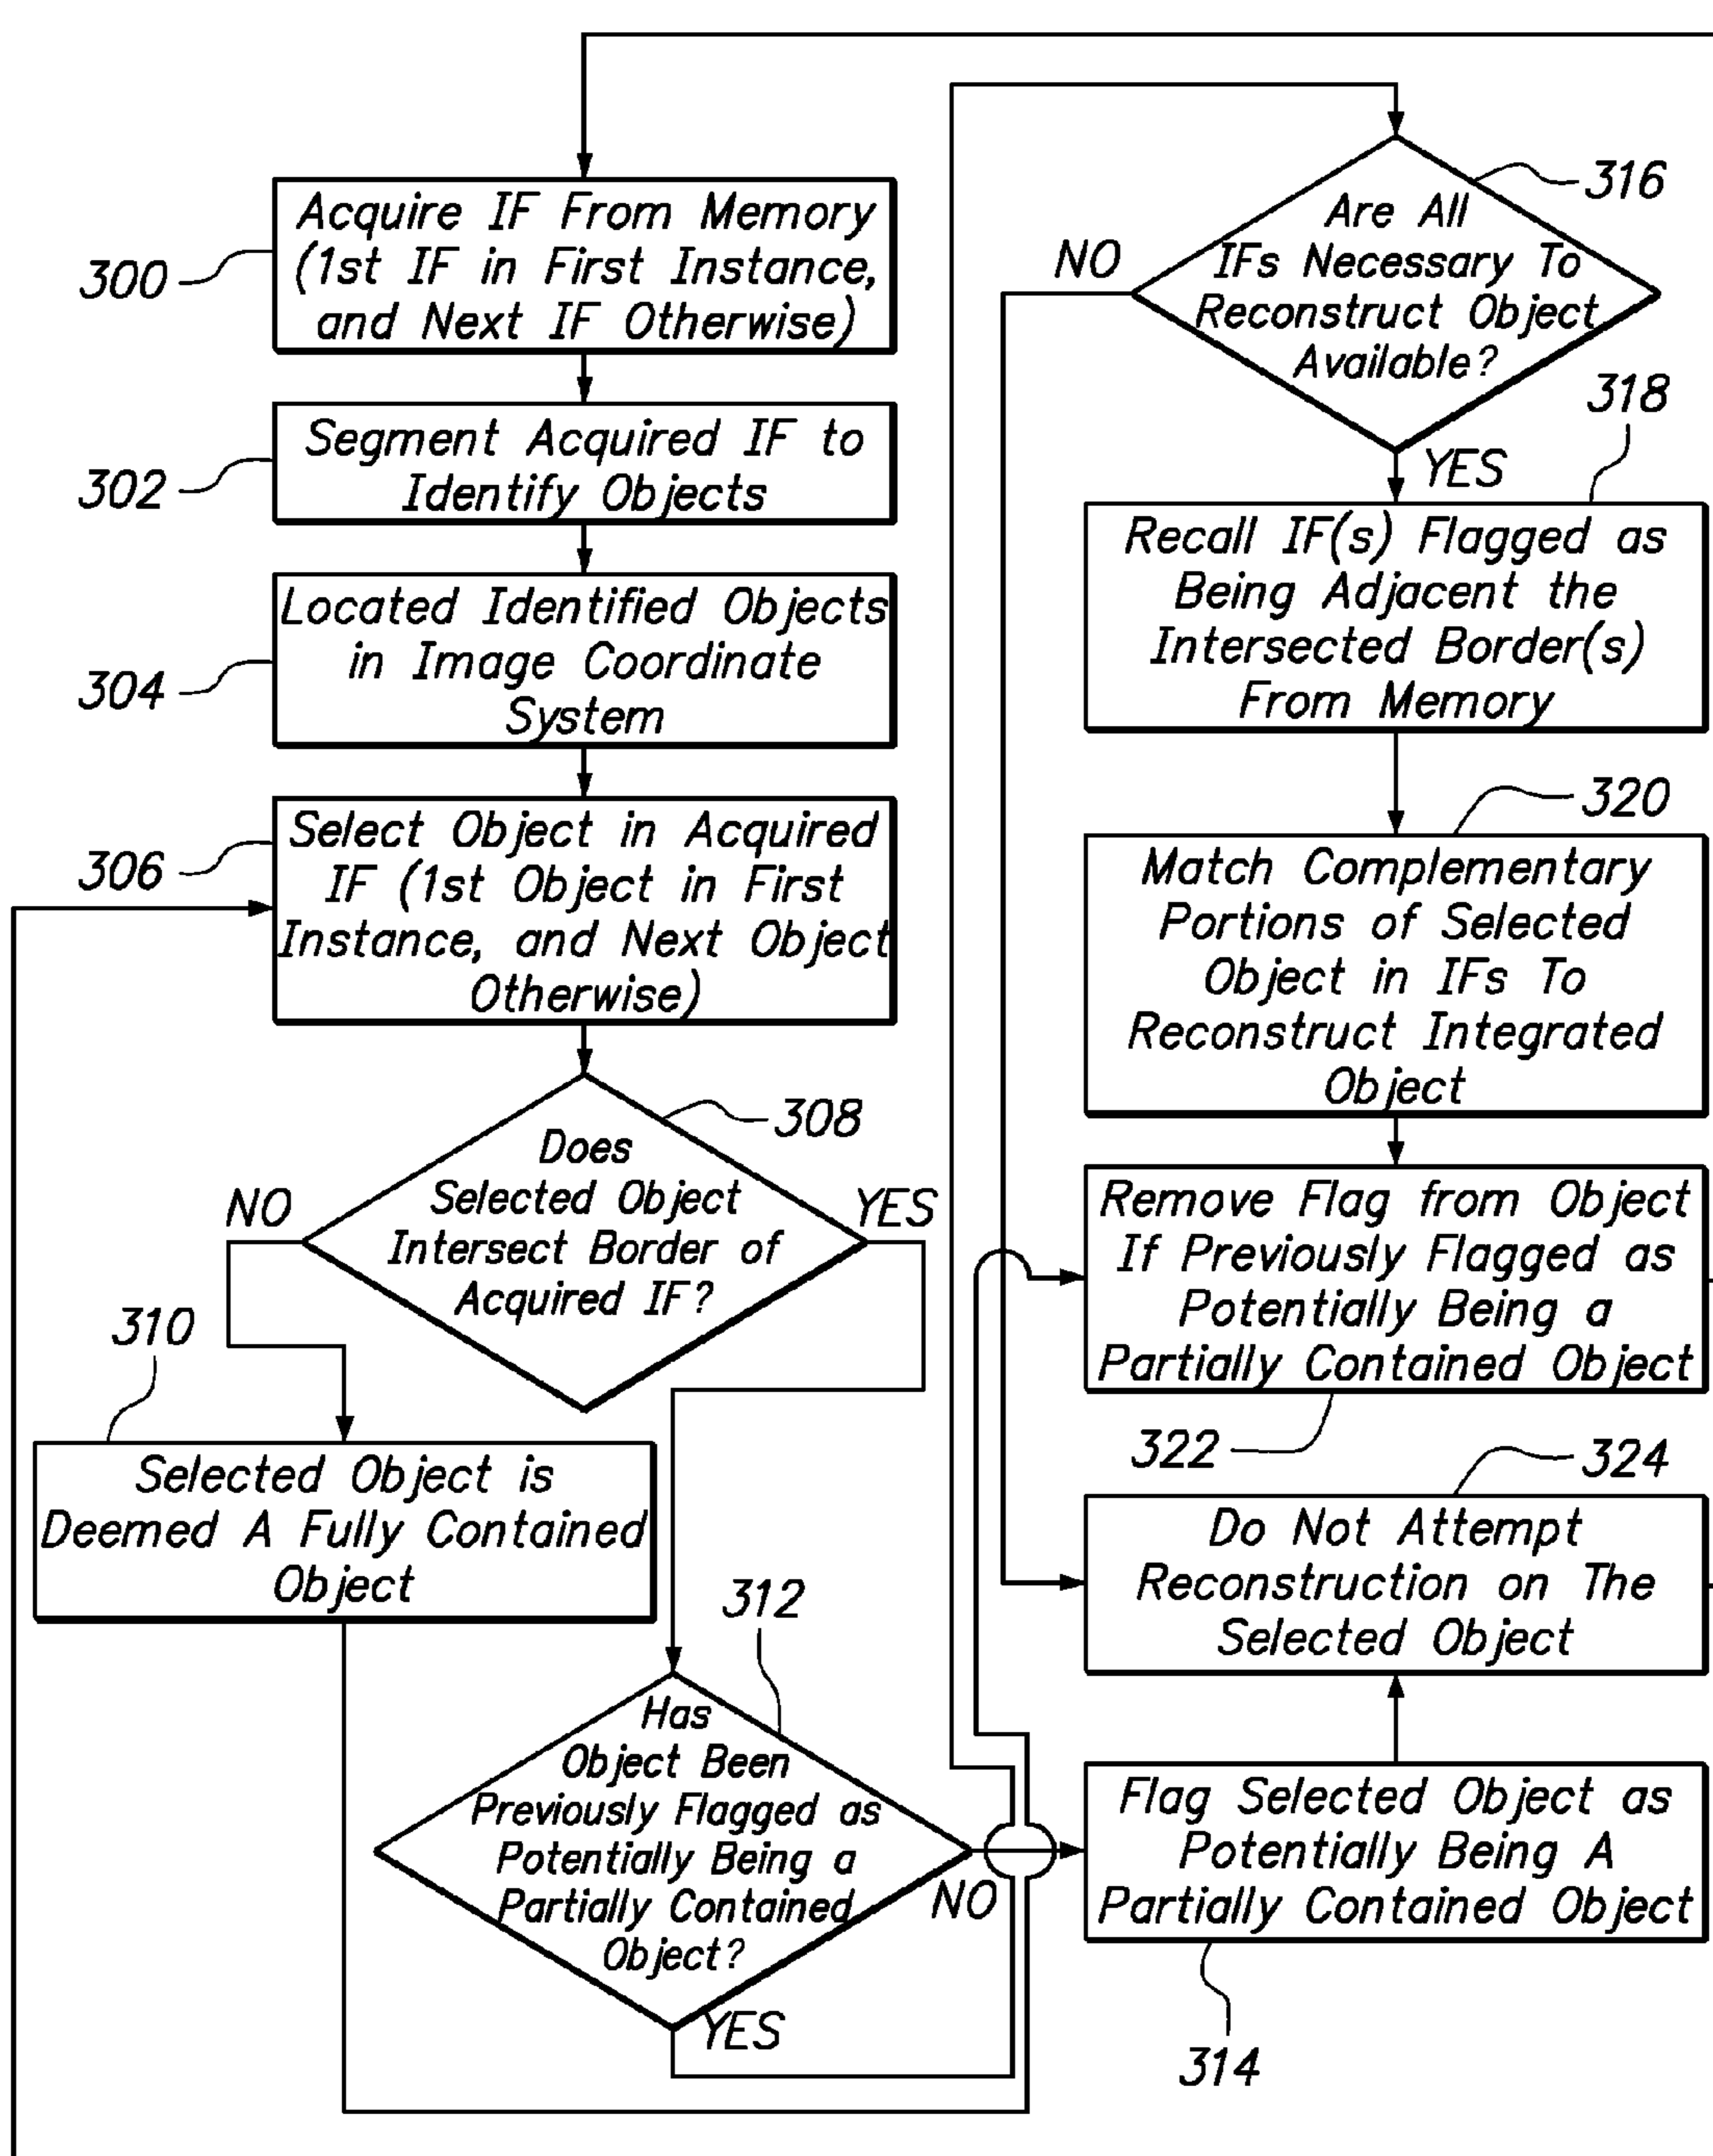 300
Acquire IF From Memory
(1st IF in First Instance,
and Next IF Otherwise)
302
Segment Acquired IF to
Identify Objects
304
Located Identified Objects
in Image Coordinate
System
306
Select Object in Acquired
IF (1st Object in First
Instance, and Next Object
Otherwise)
308
Does
Selected Object
Intersect Border of
Acquired IF?
NO
YES
310
Selected Object is
Deemed A Fully Contained
Object
312
Has
Object Been
Previously Flagged as
Potentially Being a
Partially Contained
Object?
NO
YES
316
Are All
IFs Necessary To
Reconstruct Object
Available?
NO
YES
318
Recall IF(s) Flagged as
Being Adjacent the
Intersected Border(s)
From Memory
320
Match Complementary
Portions of Selected
Object in IFs To
Reconstruct Integrated
Object
Remove Flag from Object
If Previously Flagged as
Potentially Being a
Partially Contained Object
322
324
Do Not Attempt
Reconstruction on The
Selected Object
Flag Selected Object as
Potentially Being A
Partially Contained Object
314